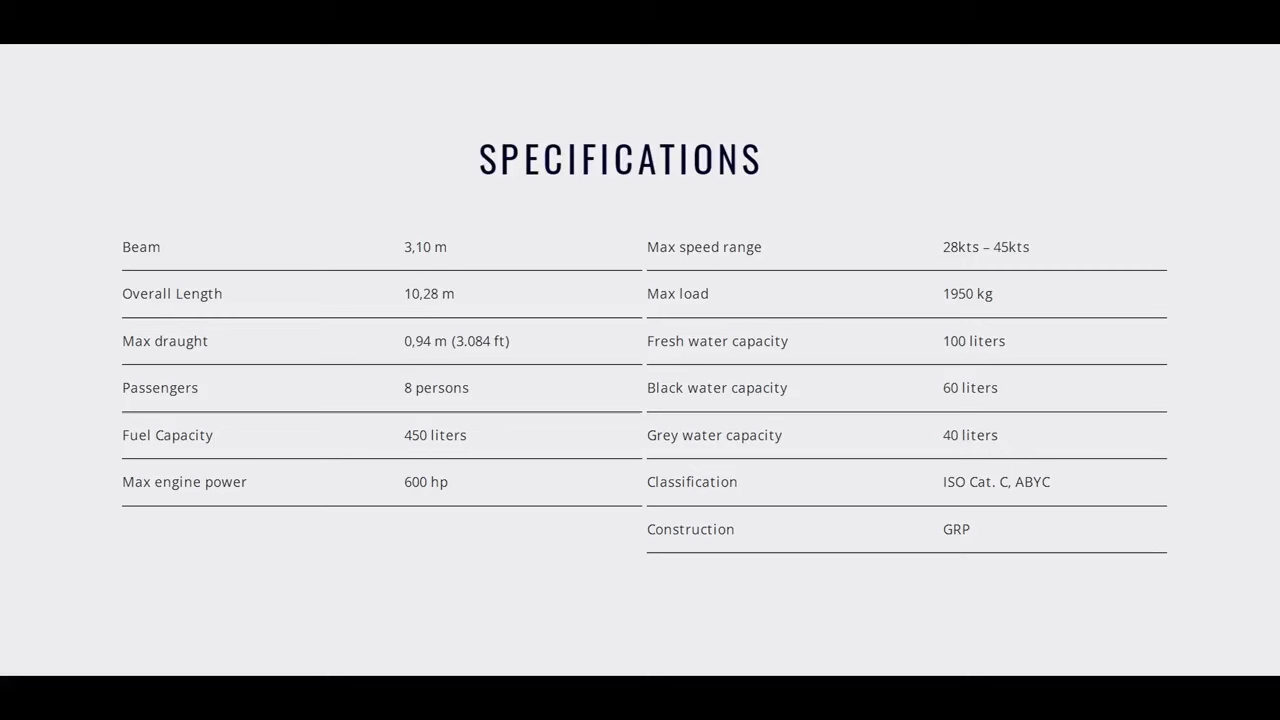 SPECIFICATIONS
Beam 3,10 m
Overall Length 10,28 m
Max draught 0,94 m (3.084 ft)
Passengers 8 persons
Fuel Capacity 450 liters
Max engine power 600 hp
Max speed range 28kts – 45kts
Max load 1950 kg
Fresh water capacity 100 liters
Black water capacity 60 liters
Grey water capacity 40 liters
Classification ISO Cat. C, ABYC
Construction GRP